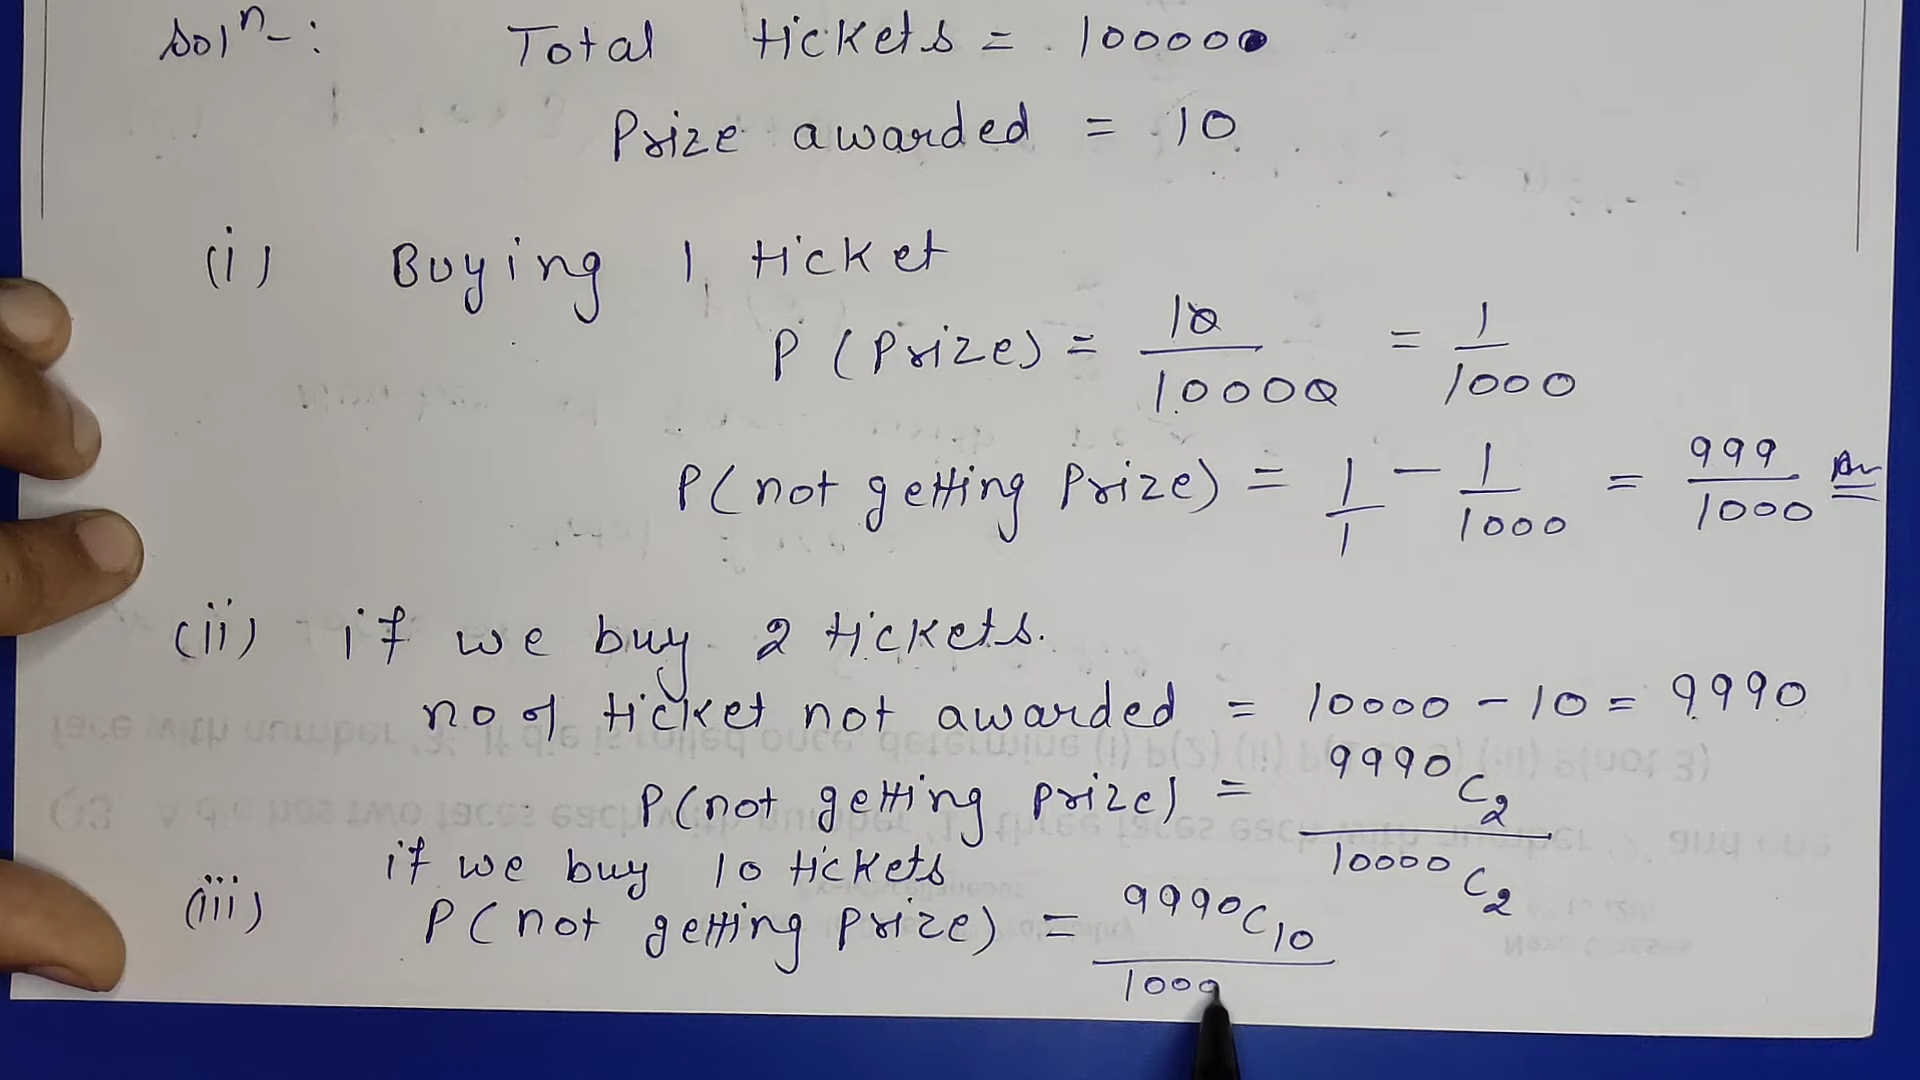 Solⁿ-: Total tickets = 10000
Prize awarded = 10
(i) Buying 1 ticket
P (Prize) = 10/10000 = 1/1000
P(not getting Prize) = 1/1 - 1/1000 = 999/1000 Ans
(ii) if we buy 2 tickets.
no of ticket not awarded = 10000 - 10 = 9990
P(not getting prize) = 9990C2/10000C2
(iii) if we buy 10 tickets
P(not getting prize) = 9990C10/1000